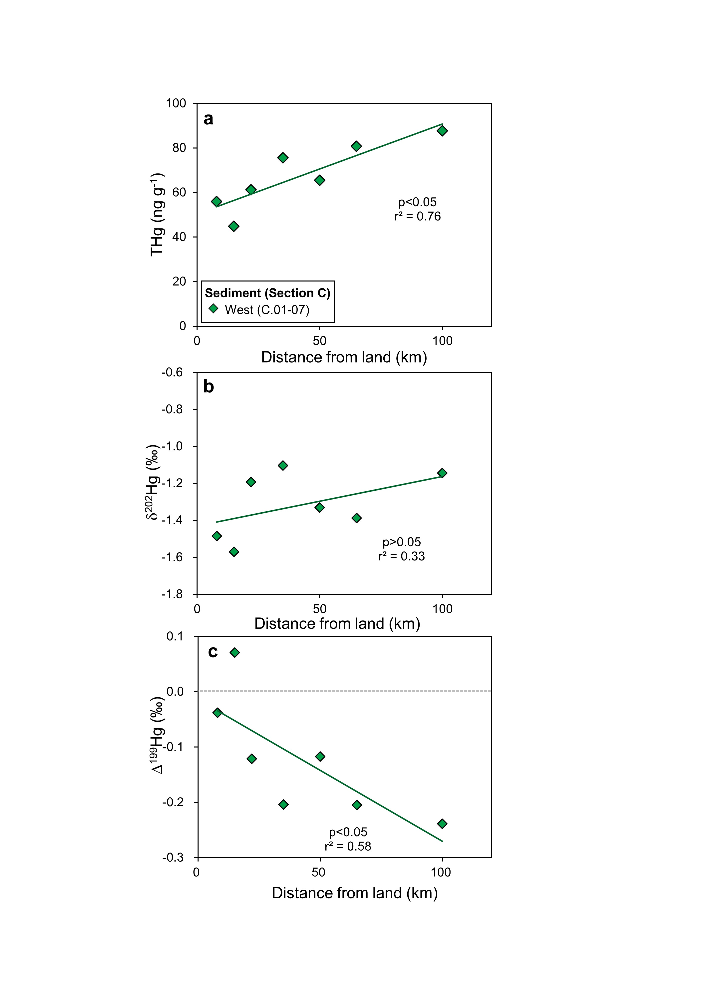 a
THg (ng g⁻¹)
100
80
60
40
20
0
p<0.05
r² = 0.76
Sediment (Section C)
West (C.01-07)
0 50 100
Distance from land (km)
b
δ²⁰²Hg (‰)
-0.6
-0.8
-1.0
-1.2
-1.4
-1.6
-1.8
p>0.05
r² = 0.33
0 50 100
Distance from land (km)
c
Δ¹⁹⁹Hg (‰)
0.1
0.0
-0.1
-0.2
-0.3
p<0.05
r² = 0.58
0 50 100
Distance from land (km)